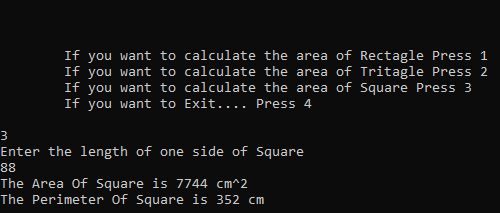 If you want to calculate the area of Rectagle Press 1
If you want to calculate the area of Tritagle Press 2
If you want to calculate the area of Square Press 3
If you want to Exit.... Press 4
3
Enter the length of one side of Square
88
The Area Of Square is 7744 cm^2
The Perimeter Of Square is 352 cm